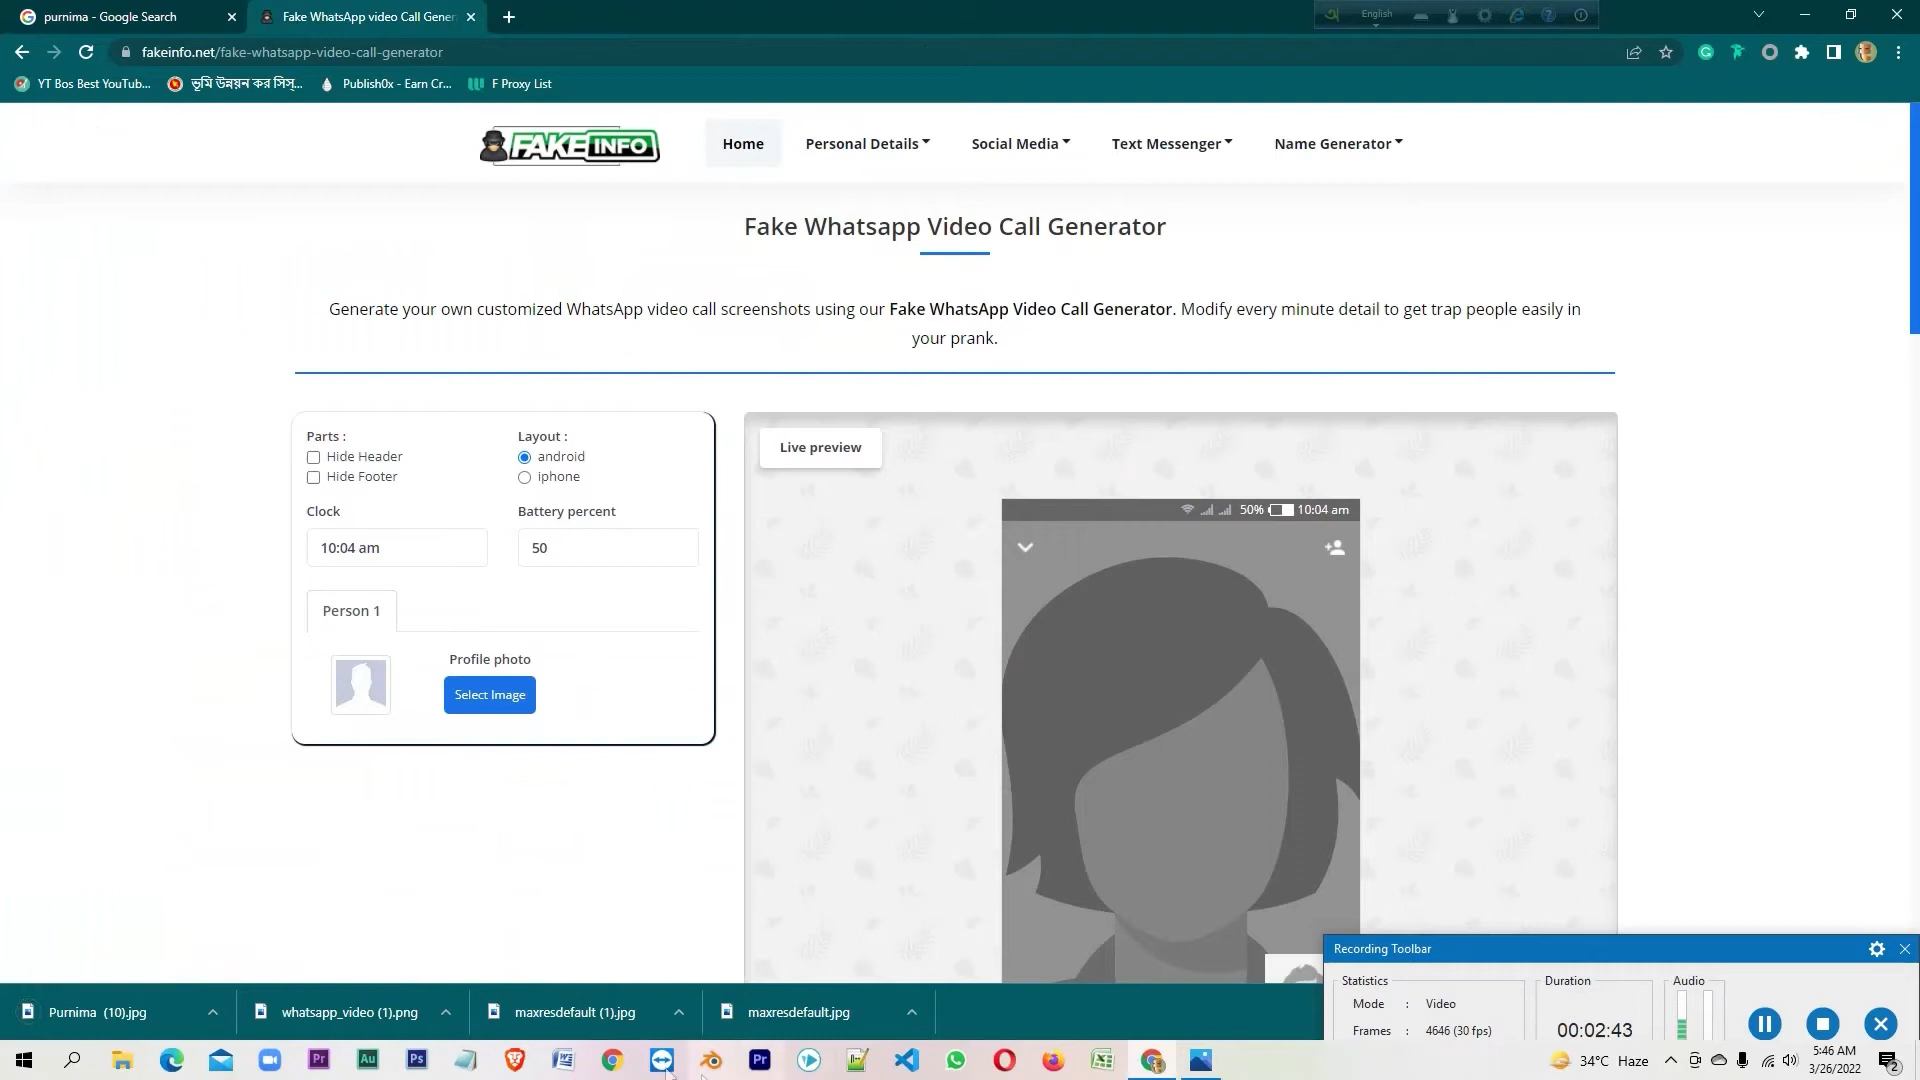 purnima - Google Search
Fake WhatsApp video Call Gener
English
fakeinfo.net/fake-whatsapp-video-call-generator
YT Bos Best YouTub...
ভূমি উন্নয়ন কর সিস্...
Publish0x - Earn Cr...
F Proxy List
FAKE INFO
Home
Personal Details
Social Media
Text Messenger
Name Generator
Fake Whatsapp Video Call Generator
Generate your own customized WhatsApp video call screenshots using our Fake WhatsApp Video Call Generator. Modify every minute detail to get trap people easily in
your prank.
Parts :
Layout :
Hide Header
android
Hide Footer
iphone
Clock
Battery percent
10:04 am
50
Person 1
Profile photo
Select Image
Live preview
50% 10:04 am
Recording Toolbar
Statistics
Duration
Audio
Mode : Video
Frames : 4646 (30 fps)
00:02:43
Purnima (10).jpg
whatsapp_video (1).png
maxresdefault (1).jpg
maxresdefault.jpg
34°C Haze
5:46 AM
3/26/2022
2